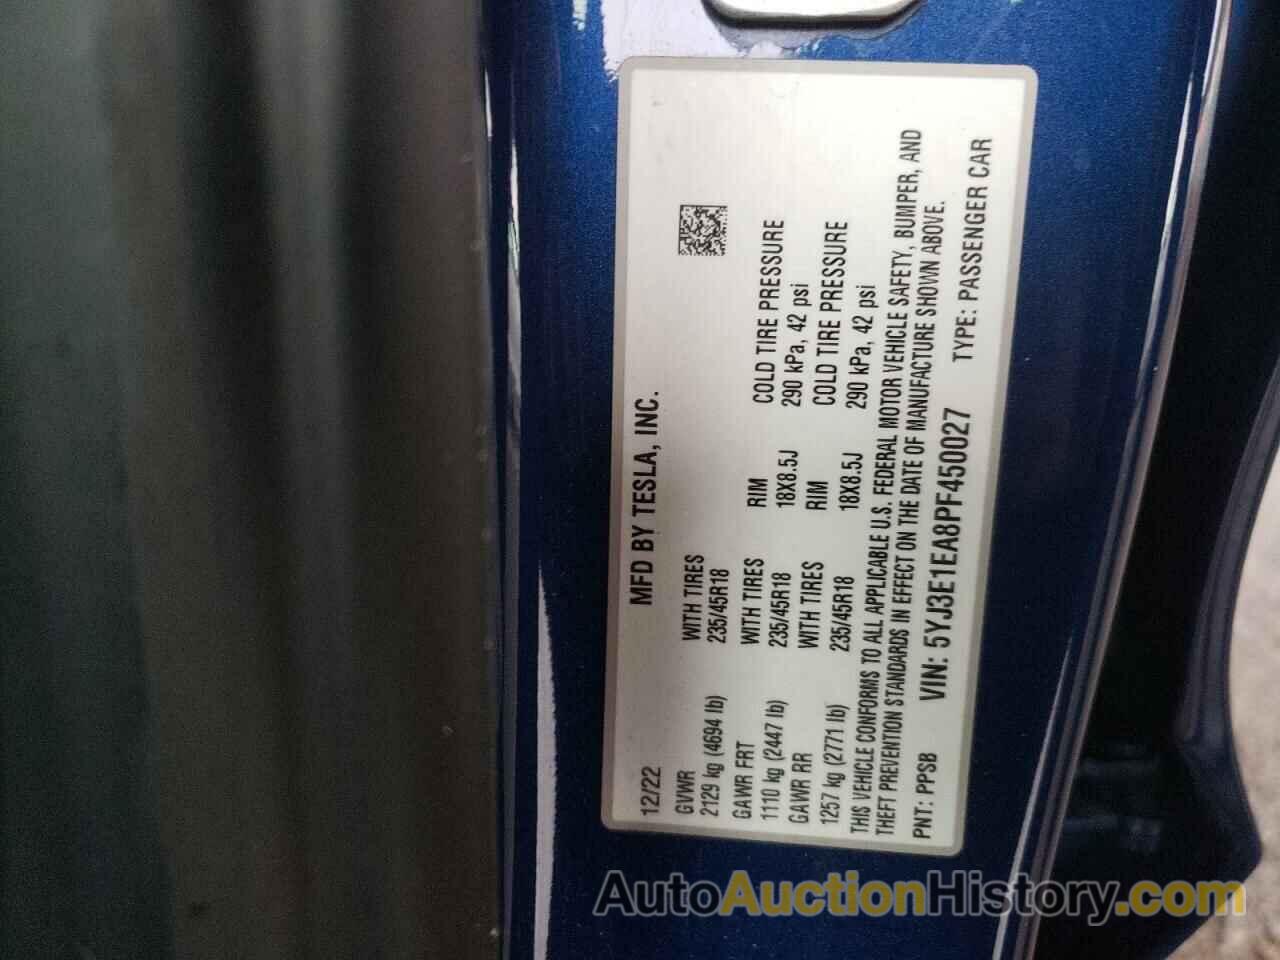 MFD BY TESLA, INC.
12/22
GVWR WITH TIRES
2129 kg (4694 lb) 235/45R18
GAWR FRT WITH TIRES RIM COLD TIRE PRESSURE
1110 kg (2447 lb) 235/45R18 18X8.5J 290 kPa, 42 psi
GAWR RR WITH TIRES RIM COLD TIRE PRESSURE
1257 kg (2771 lb) 235/45R18 18X8.5J 290 kPa, 42 psi
THIS VEHICLE CONFORMS TO ALL APPLICABLE U.S. FEDERAL MOTOR VEHICLE SAFETY, BUMPER, AND
THEFT PREVENTION STANDARDS IN EFFECT ON THE DATE OF MANUFACTURE SHOWN ABOVE.
PNT: PPSB VIN: 5YJ3E1EA8PF450027 TYPE: PASSENGER CAR
AutoAuctionHistory.com